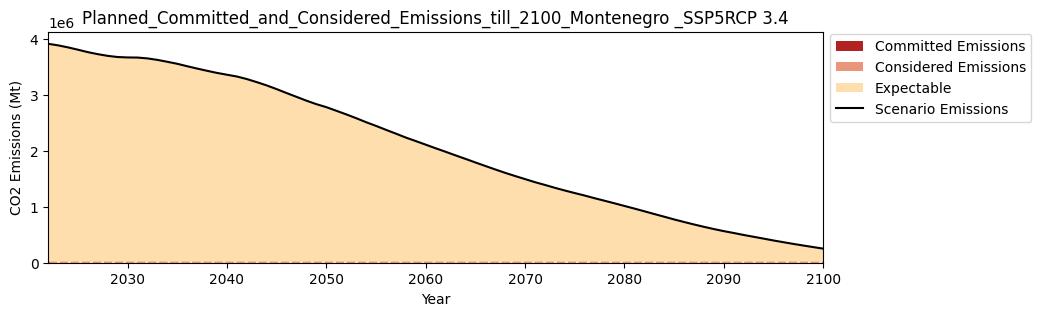 Planned_Committed_and_Considered_Emissions_till_2100_Montenegro _SSP5RCP 3.4
1e6
4
3
2
1
0
CO2 Emissions (Mt)
2030 2040 2050 2060 2070 2080 2090 2100
Year
Committed Emissions
Considered Emissions
Expectable
Scenario Emissions